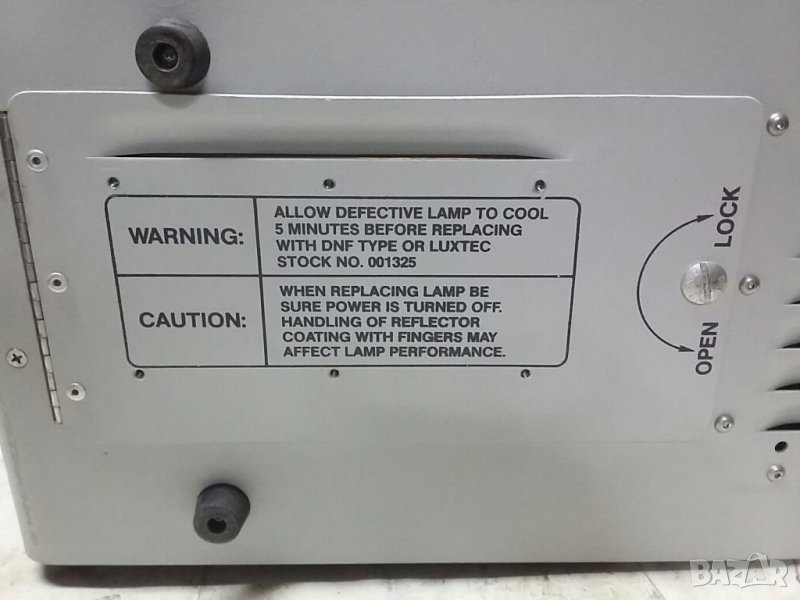 WARNING:
ALLOW DEFECTIVE LAMP TO COOL
5 MINUTES BEFORE REPLACING
WITH DNF TYPE OR LUXTEC
STOCK NO. 001325
CAUTION:
WHEN REPLACING LAMP BE
SURE POWER IS TURNED OFF.
HANDLING OF REFLECTOR
COATING WITH FINGERS MAY
AFFECT LAMP PERFORMANCE.
LOCK
OPEN
BAZAR